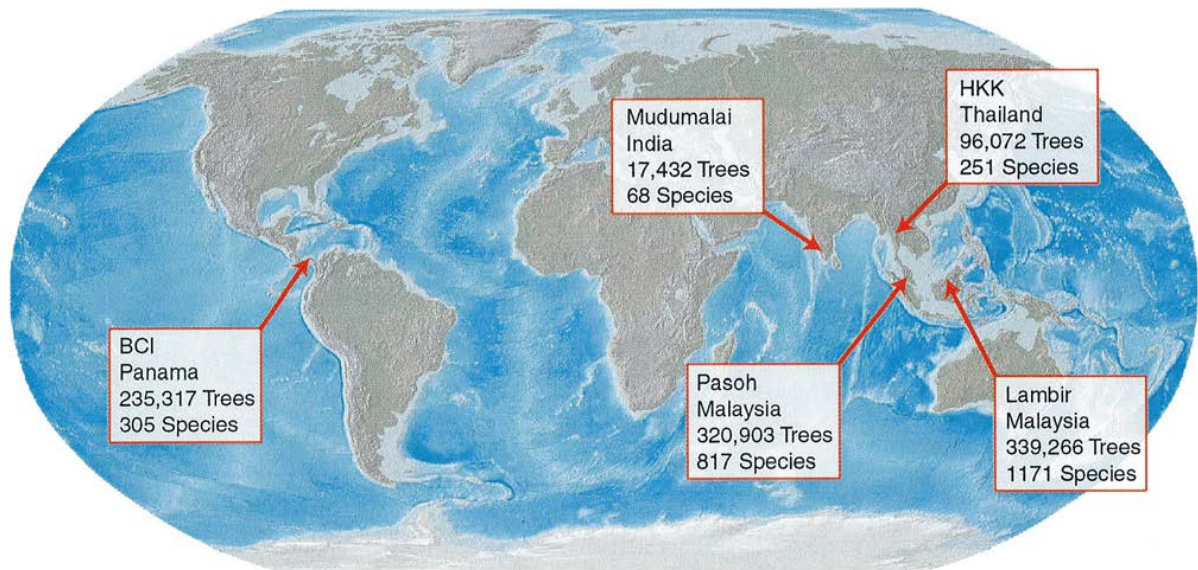 HKK
Thailand
96,072 Trees
251 Species
Mudumalai
India
17,432 Trees
68 Species
BCI
Panama
235,317 Trees
305 Species
Pasoh
Malaysia
320,903 Trees
817 Species
Lambir
Malaysia
339,266 Trees
1171 Species